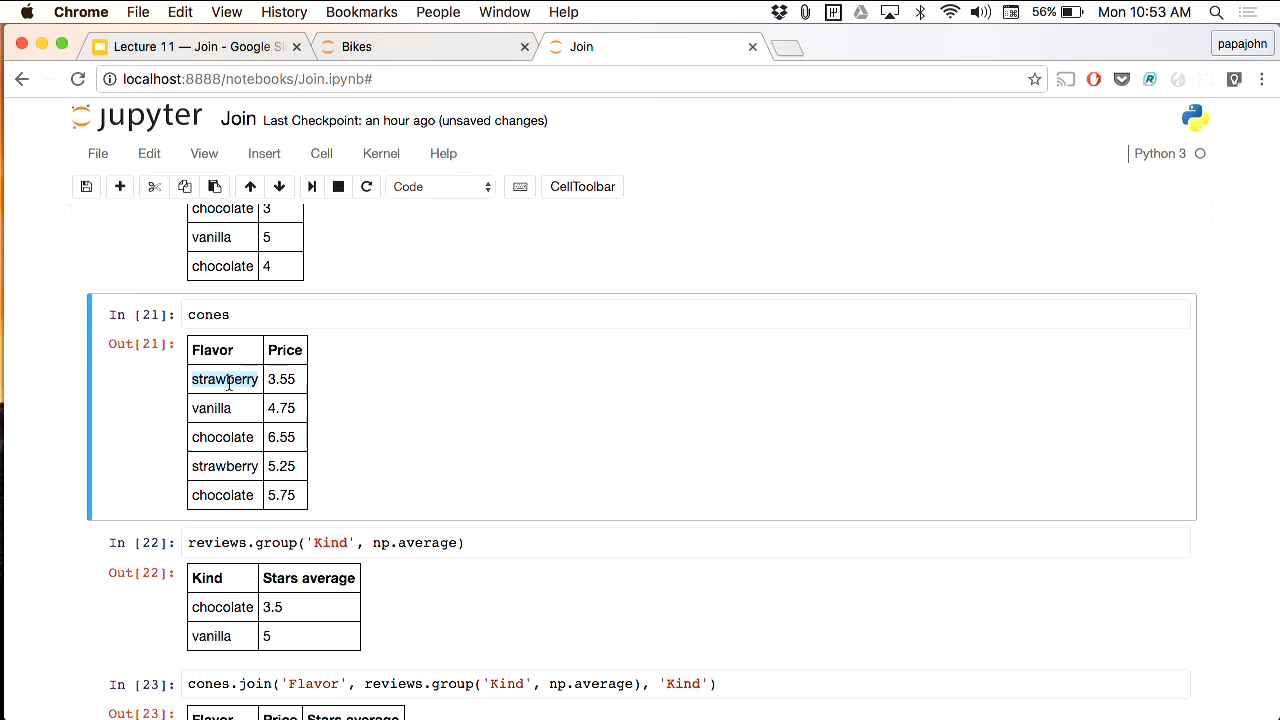 Chrome File Edit View History Bookmarks People Window Help 56% Mon 10:53 AM
Lecture 11 — Join - Google Sl Bikes Join papajohn
localhost:8888/notebooks/Join.ipynb#
jupyter Join Last Checkpoint: an hour ago (unsaved changes)
File Edit View Insert Cell Kernel Help Python 3
Code CellToolbar
chocolate 3
vanilla 5
chocolate 4
In [21]: cones
Out[21]:
Flavor Price
strawberry 3.55
vanilla 4.75
chocolate 6.55
strawberry 5.25
chocolate 5.75
In [22]: reviews.group('Kind', np.average)
Out[22]:
Kind Stars average
chocolate 3.5
vanilla 5
In [23]: cones.join('Flavor', reviews.group('Kind', np.average), 'Kind')
Out[23]:
Flavor Price Stars average